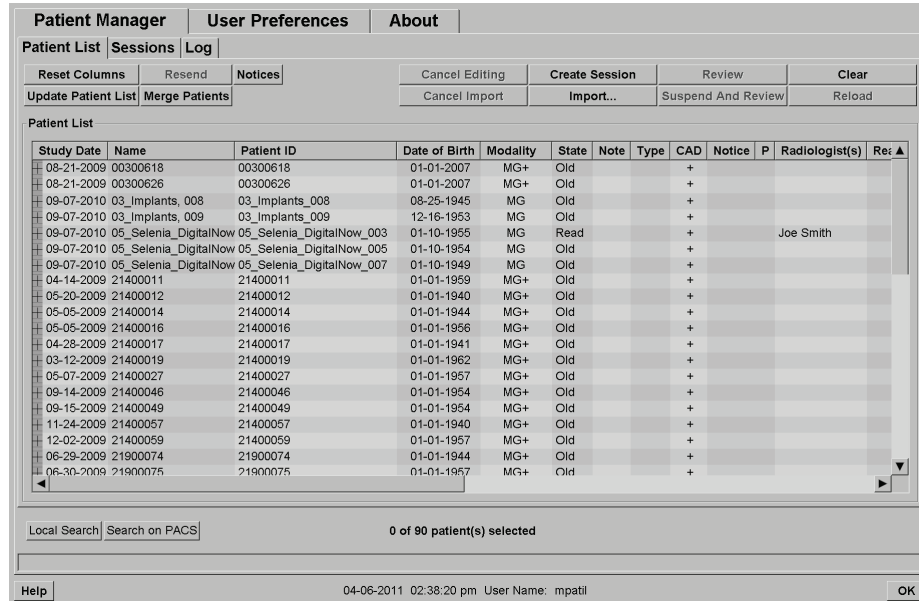 Patient Manager User Preferences About
Patient List Sessions Log
Reset Columns Resend Notices Cancel Editing Create Session Review Clear
Update Patient List Merge Patients Cancel Import Import... Suspend And Review Reload
Patient List
Study Date Name Patient ID Date of Birth Modality State Note Type CAD Notice P Radiologist(s) Rea
08-21-2009 00300618 00300618 01-01-2007 MG+ Old +
08-21-2009 00300626 00300626 01-01-2007 MG+ Old +
09-07-2010 03_Implants, 008 03_Implants_008 08-25-1945 MG Old +
09-07-2010 03_Implants, 009 03_Implants_009 12-16-1953 MG Old +
09-07-2010 05_Selenia_DigitalNow 05_Selenia_DigitalNow_003 01-10-1955 MG Read + Joe Smith
09-07-2010 05_Selenia_DigitalNow 05_Selenia_DigitalNow_005 01-10-1954 MG Old +
09-07-2010 05_Selenia_DigitalNow 05_Selenia_DigitalNow_007 01-10-1949 MG Old +
04-14-2009 21400011 21400011 01-01-1959 MG+ Old +
05-20-2009 21400012 21400012 01-01-1940 MG+ Old +
05-05-2009 21400014 21400014 01-01-1944 MG+ Old +
05-05-2009 21400016 21400016 01-01-1956 MG+ Old +
04-28-2009 21400017 21400017 01-01-1941 MG+ Old +
03-12-2009 21400019 21400019 01-01-1962 MG+ Old +
05-07-2009 21400027 21400027 01-01-1957 MG+ Old +
09-14-2009 21400046 21400046 01-01-1954 MG+ Old +
09-15-2009 21400049 21400049 01-01-1954 MG+ Old +
11-24-2009 21400057 21400057 01-01-1940 MG+ Old +
12-02-2009 21400059 21400059 01-01-1957 MG+ Old +
06-29-2009 21900074 21900074 01-01-1944 MG+ Old +
06-30-2009 21900075 21900075 01-01-1957 MG+ Old +
Local Search Search on PACS 0 of 90 patient(s) selected
Help 04-06-2011 02:38:20 pm User Name: mpatil OK